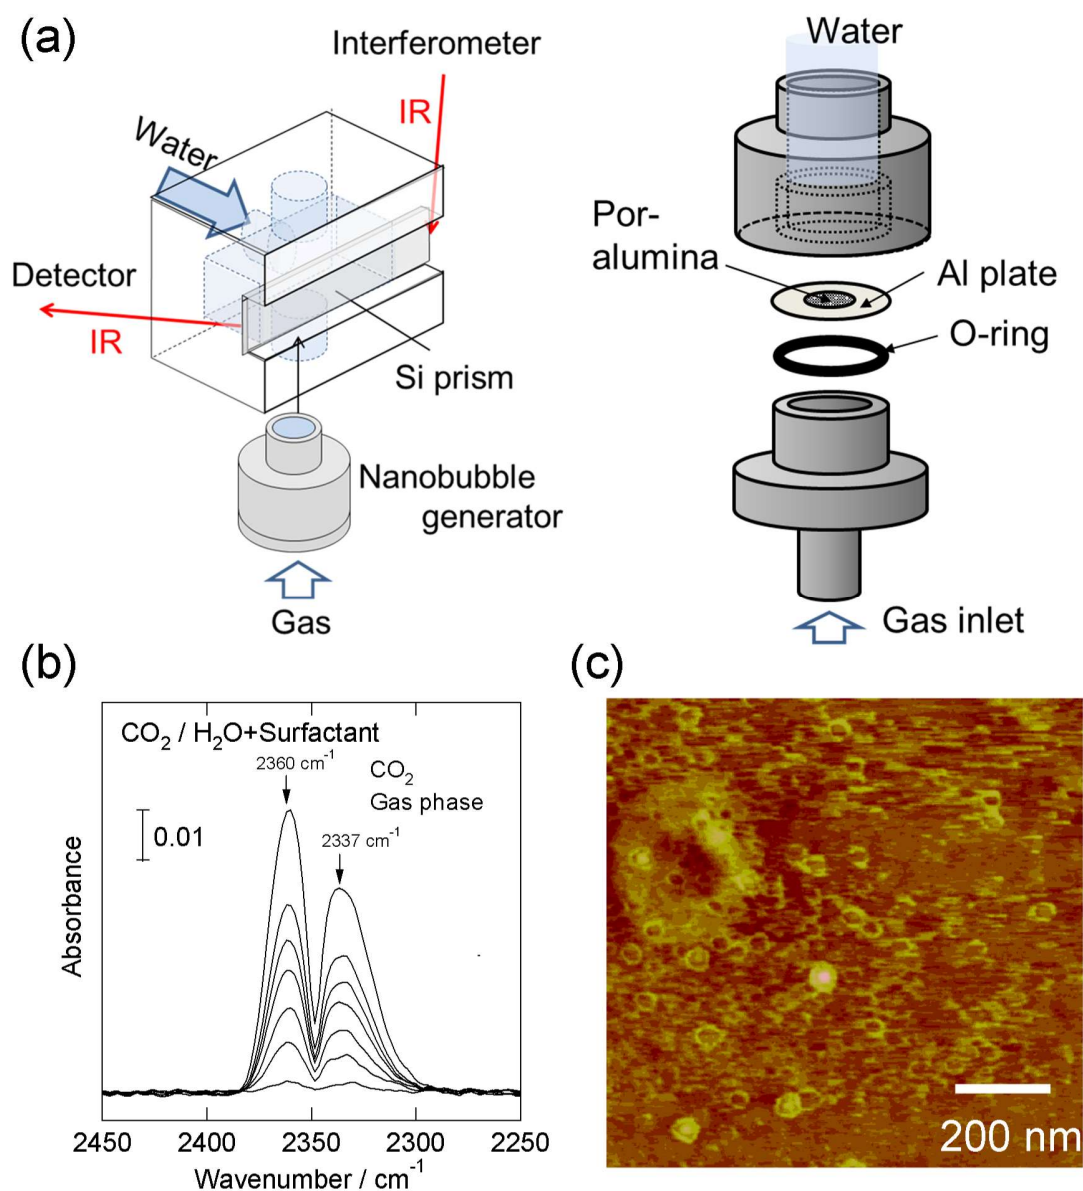 (a)
Interferometer
IR
Water
Detector
IR
Si prism
Nanobubble
generator
Gas
Water
Por-
alumina
Al plate
O-ring
Gas inlet
(b)
CO₂ / H₂O+Surfactant
2360 cm⁻¹
CO₂
Gas phase
0.01
2337 cm⁻¹
Absorbance
2450 2400 2350 2300 2250
Wavenumber / cm⁻¹
(c)
200 nm